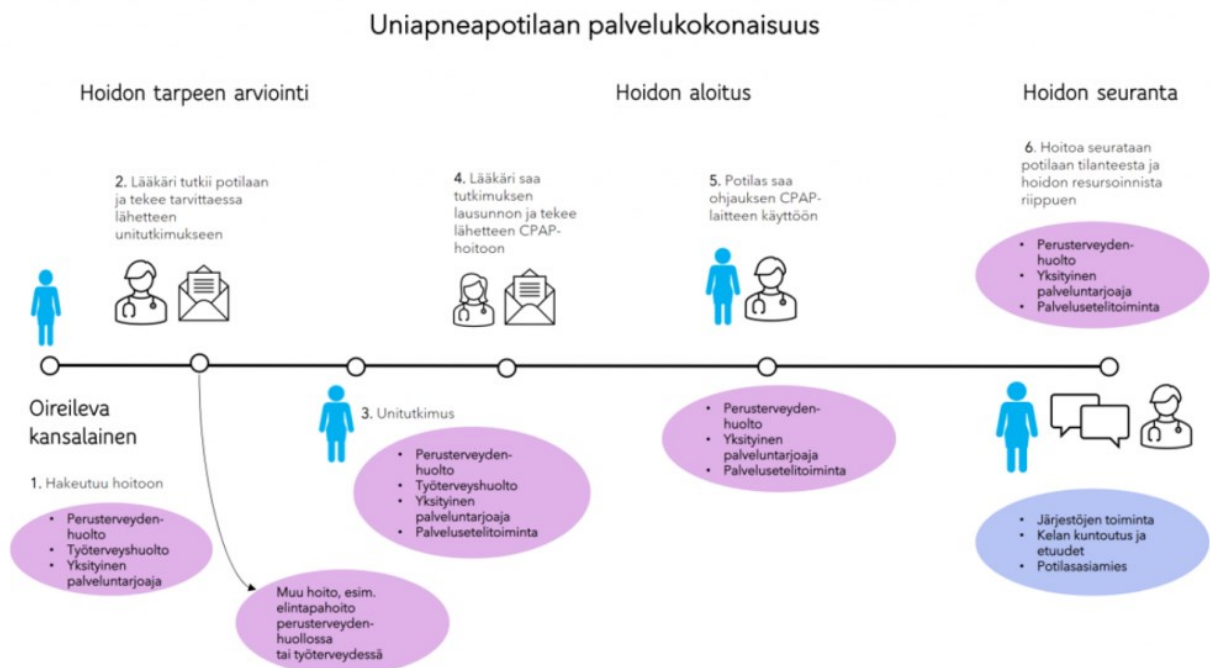 Uniapneapotilaan palvelukokonaisuus
Hoidon tarpeen arviointi
Hoidon aloitus
Hoidon seuranta
2. Lääkäri tutkii potilaan
ja tekee tarvittaessa
lähetteen
unitutkimukseen
4. Lääkäri saa
tutkimuksen
lausunnon ja tekee
lähetteen CPAP-
hoitoon
5. Potilas saa
ohjauksen CPAP-
laitteen käyttöön
6. Hoitoa seurataan
potilaan tilanteesta ja
hoidon resursoinnista
riippuen
• Perusterveyden-
huolto
• Yksityinen
palveluntarjoaja
• Palvelusetelitoiminta
Oireileva
kansalainen
1. Hakeutuu hoitoon
• Perusterveyden-
huolto
• Työterveyshuolto
• Yksityinen
palveluntarjoaja
Muu hoito, esim.
elintapahoito
perusterveyden-
huollossa
tai työterveydessä
3. Unitutkimus
• Perusterveyden-
huolto
• Työterveyshuolto
• Yksityinen
palveluntarjoaja
• Palvelusetelitoiminta
• Perusterveyden-
huolto
• Yksityinen
palveluntarjoaja
• Palvelusetelitoiminta
• Järjestöjen toiminta
• Kelan kuntoutus ja
etuudet
• Potilasasiamies